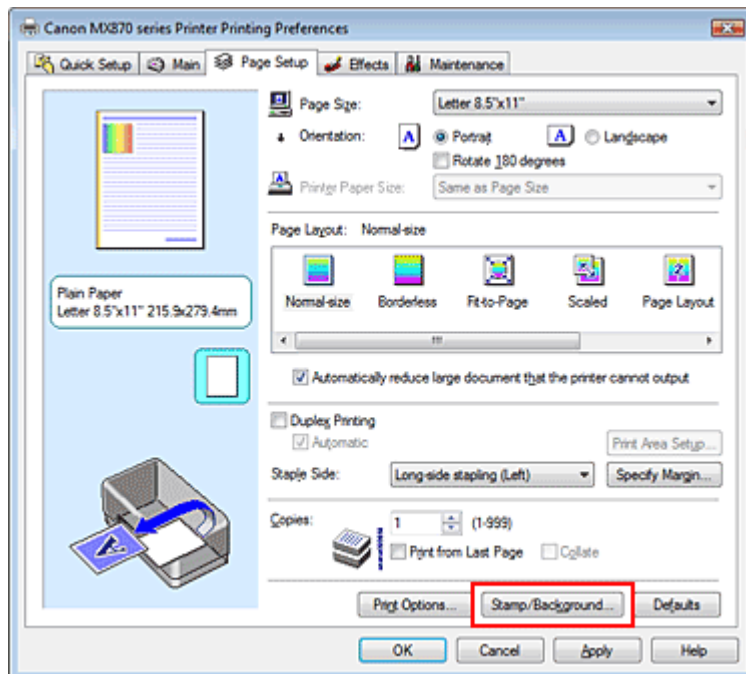 Canon MX870 series Printer Printing Preferences
Quick Setup Main Page Setup Effects Maintenance
Page Size: Letter 8.5"x11"
Orientation: A Portrait A Landscape
Rotate 180 degrees
Printer Paper Size: Same as Page Size
Page Layout: Normal-size
Normal-size Borderless Fit-to-Page Scaled Page Layout
Plain Paper
Letter 8.5"x11" 215.9x279.4mm
Automatically reduce large document that the printer cannot output
Duplex Printing
Automatic Print Area Setup...
Staple Side: Long-side stapling (Left) Specify Margin...
Copies: 1 (1-999)
Print from Last Page Collate
Print Options... Stamp/Background... Defaults
OK Cancel Apply Help